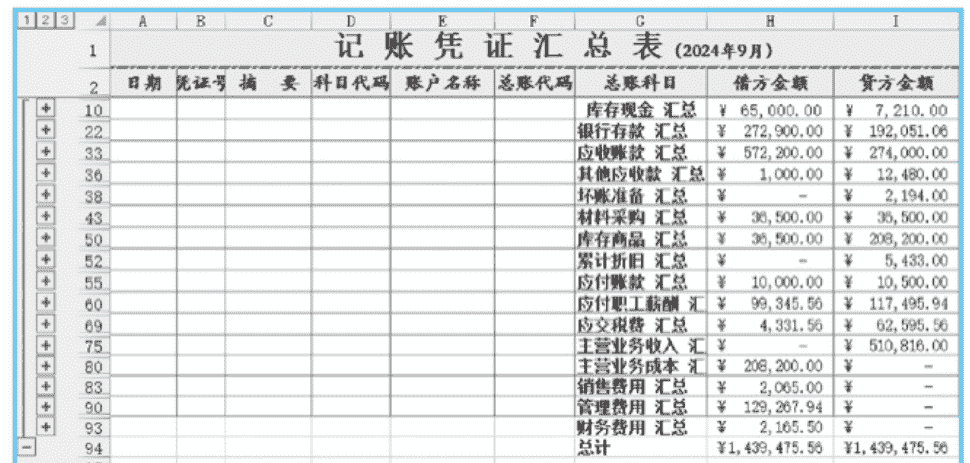 1 2 3 A B C D E F G H I
1 记 账 凭 证 汇 总 表 (2024年9月)
2 日期 凭证号 摘 要 科目代码 账户名称 总账代码 总账科目 借方金额 贷方金额
+ 10 库存现金 汇总 ¥ 65,000.00 ¥ 7,210.00
+ 22 银行存款 汇总 ¥ 272,900.00 ¥ 192,051.06
+ 33 应收账款 汇总 ¥ 572,200.00 ¥ 274,000.00
+ 36 其他应收款 汇总 ¥ 1,000.00 ¥ 12,480.00
+ 38 坏账准备 汇总 ¥ - ¥ 2,194.00
+ 43 材料采购 汇总 ¥ 36,500.00 ¥ 36,500.00
+ 50 库存商品 汇总 ¥ 36,500.00 ¥ 208,200.00
+ 52 累计折旧 汇总 ¥ - ¥ 5,433.00
+ 55 应付账款 汇总 ¥ 10,000.00 ¥ 10,500.00
+ 60 应付职工薪酬 汇 ¥ 99,345.56 ¥ 117,495.94
+ 69 应交税费 汇总 ¥ 4,331.56 ¥ 62,595.56
+ 75 主营业务收入 汇 ¥ - ¥ 510,816.00
+ 80 主营业务成本 汇 ¥ 208,200.00 ¥ -
+ 83 销售费用 汇总 ¥ 2,065.00 ¥ -
+ 90 管理费用 汇总 ¥ 129,267.94 ¥ -
+ 93 财务费用 汇总 ¥ 2,165.50 ¥ -
- 94 总计 ¥1,439,475.56 ¥1,439,475.56